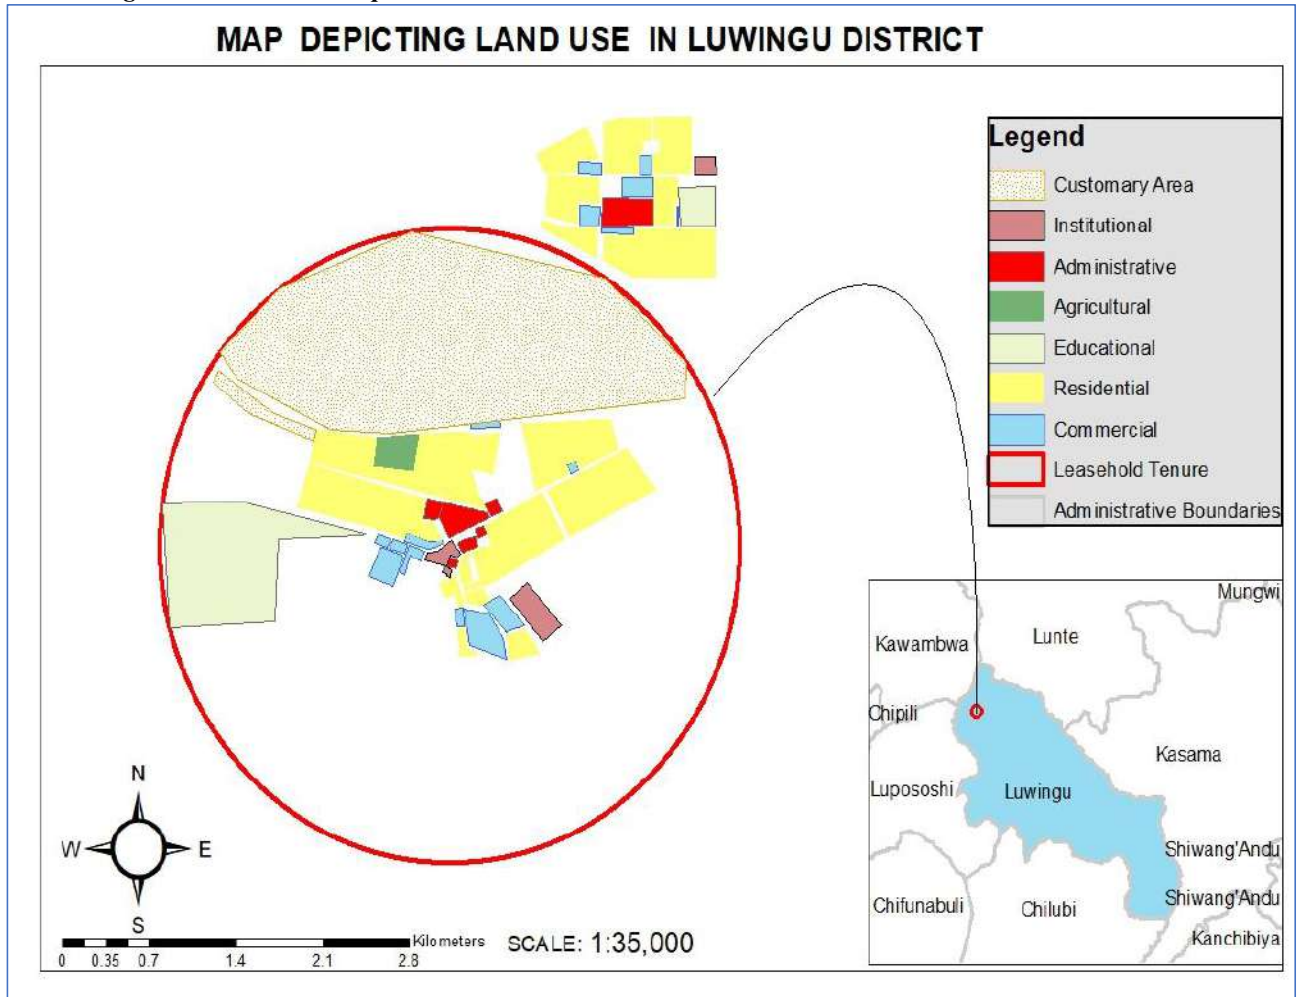 MAP DEPICTING LAND USE IN LUWINGU DISTRICT
Legend
Customary Area
Institutional
Administrative
Agricultural
Educational
Residential
Commercial
Leasehold Tenure
Administrative Boundaries
Mungwi
Kawambwa
Lunte
Chipili
Kasama
Lupososhi
Luwingu
Shiwang'Andu
Shiwang'Andu
Chifunabuli
Chilubi
Kanchibiya
N
W E
S
Kilometers
0 0.35 0.7 1.4 2.1 2.8
SCALE: 1:35,000